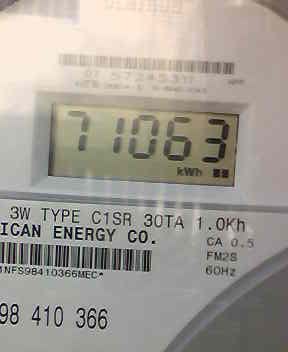 71063
kWh
3W TYPE C1SR 30TA 1.0Kh
ICAN ENERGY CO.
CA 0.5
FM2S
60Hz
1NFS98410366MEC*
98 410 366